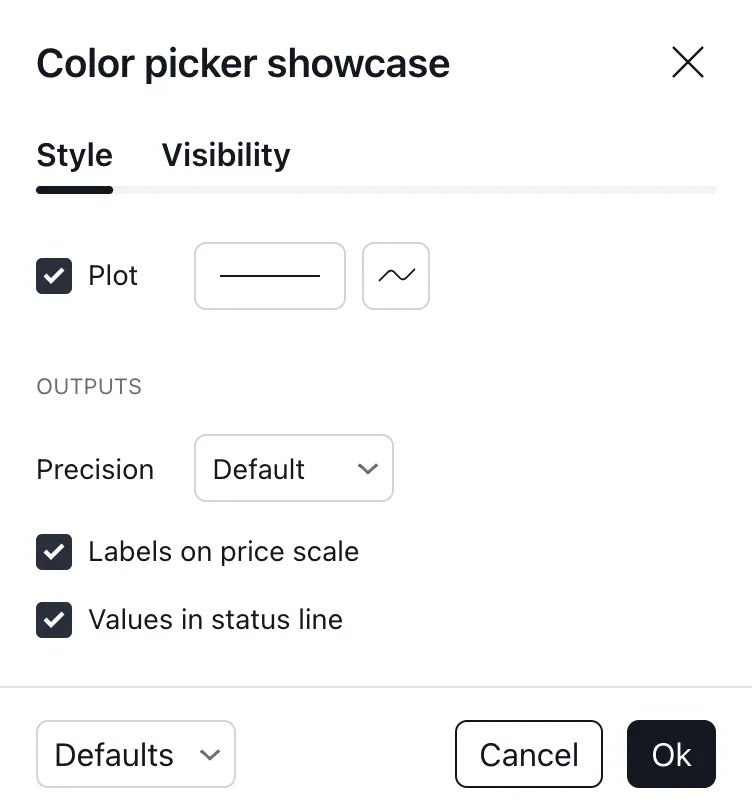 Color picker showcase
Style Visibility
Plot
OUTPUTS
Precision Default
Labels on price scale
Values in status line
Defaults Cancel Ok